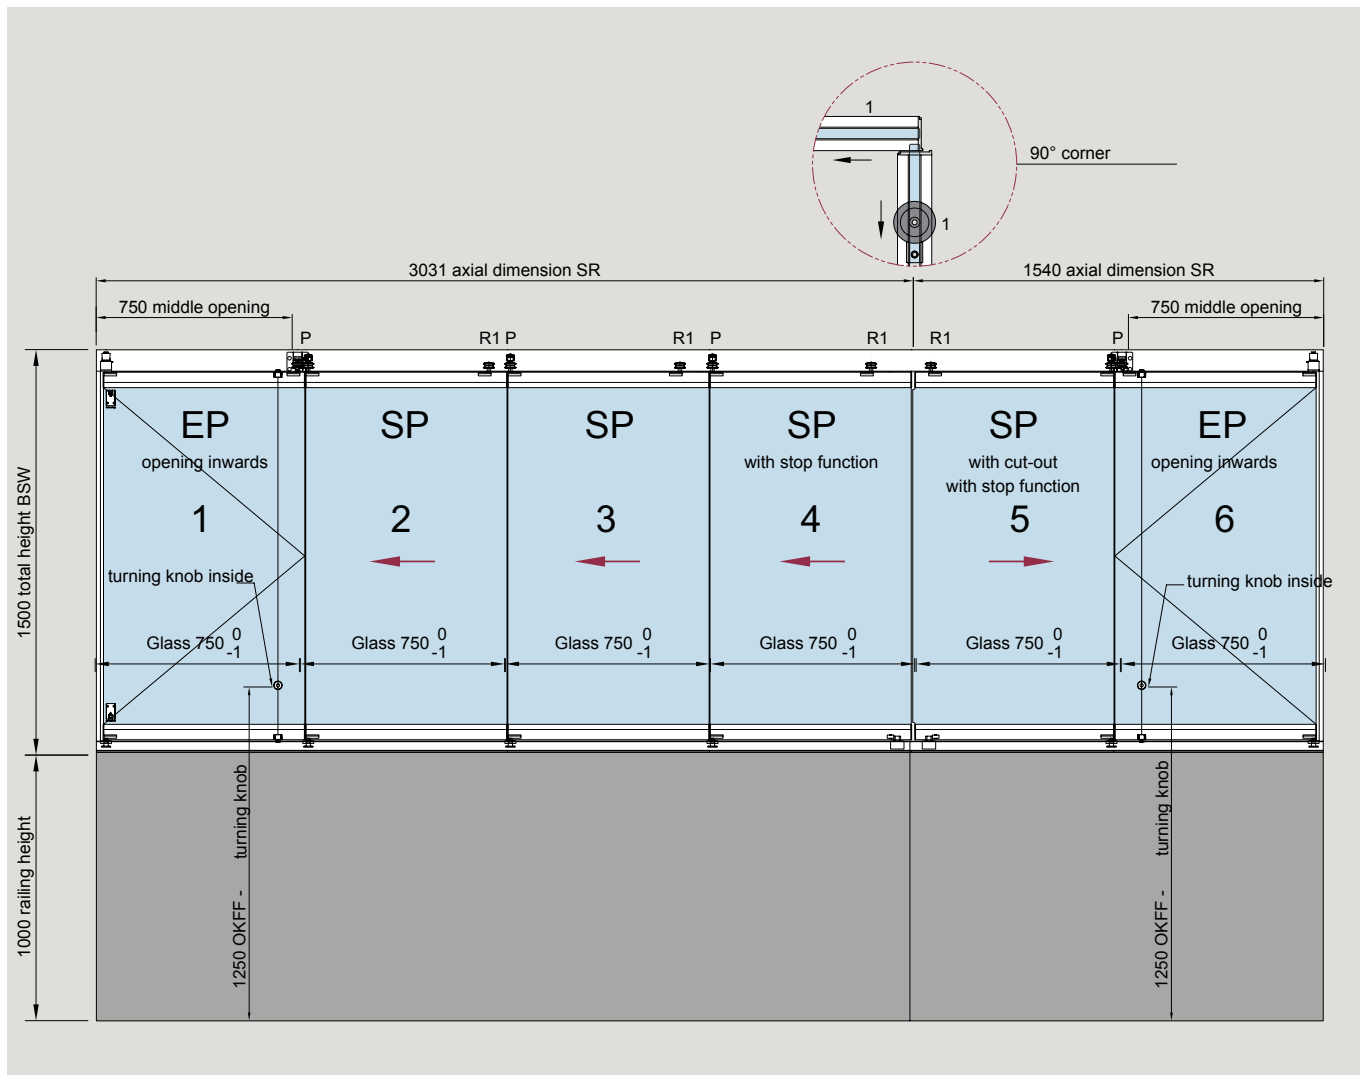 1
90° corner
1
3031 axial dimension SR
1540 axial dimension SR
750 middle opening
750 middle opening
P
R1
P
R1
P
R1
R1
P
EP
SP
SP
SP
SP
EP
opening inwards
with stop function
with cut-out
with stop function
opening inwards
1
2
3
4
5
6
turning knob inside
turning knob inside
Glass 750 0 -1
Glass 750 0 -1
Glass 750 0 -1
Glass 750 0 -1
Glass 750 0 -1
Glass 750 0 -1
1500 total height BSW
1000 railing height
1250 OKFF - turning knob
1250 OKFF - turning knob